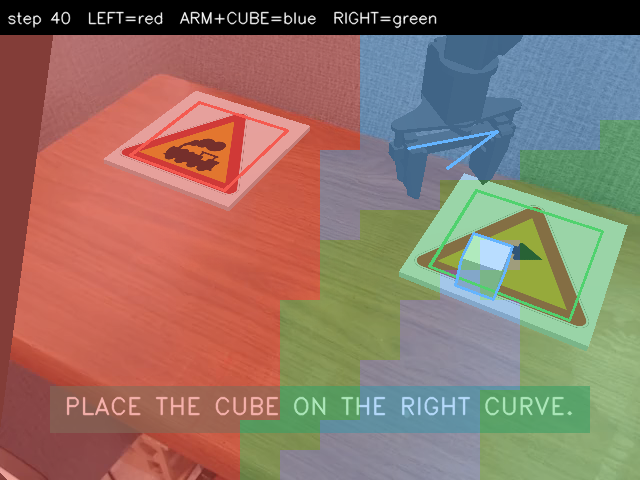 step 40 LEFT=red ARM+CUBE=blue RIGHT=green
PLACE THE CUBE ON THE RIGHT CURVE.